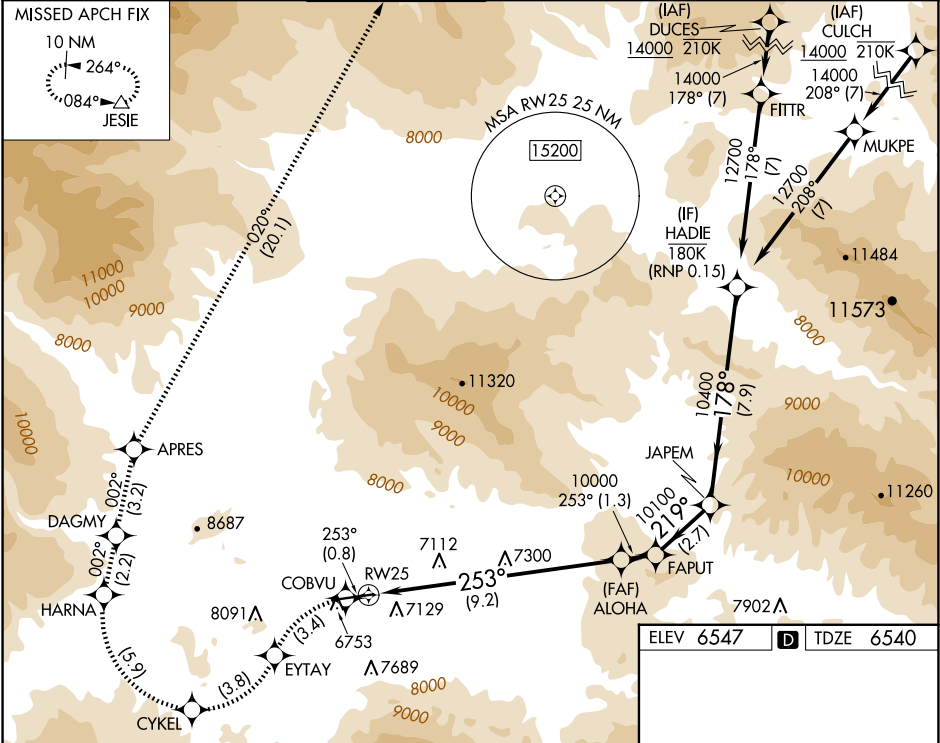 MISSED APCH FIX
10 NM
264°
084°
JESIE
(IAF)
DUCES
14000 210K
14000
178° (7)
FITTR
(IAF)
CULCH
14000 210K
14000
208° (7)
MUKPE
MSA RW25 25 NM
15200
8000
12700
178°
(7)
12700
208°
(7)
(IF)
HADIE
180K
(RNP 0.15)
11484
11573
8000
020°
(20.1)
11000
10000
9000
8000
11320
10000
9000
8000
10400
178°
(7.9)
9000
10000
11260
10000
APRES
002°
(3.2)
DAGMY
002°
(2.2)
HARNA
8687
JAPEM
10000
253° (1.3)
10100
219°
(2.7)
FAPUT
(FAF)
ALOHA
253°
(0.8)
COBVU
RW25
7112
7300
253°
(9.2)
7129
6753
8091
(3.4)
EYTAY
7689
7902
(5.9)
(3.8)
CYKEL
8000
9000
ELEV 6547 D TDZE 6540